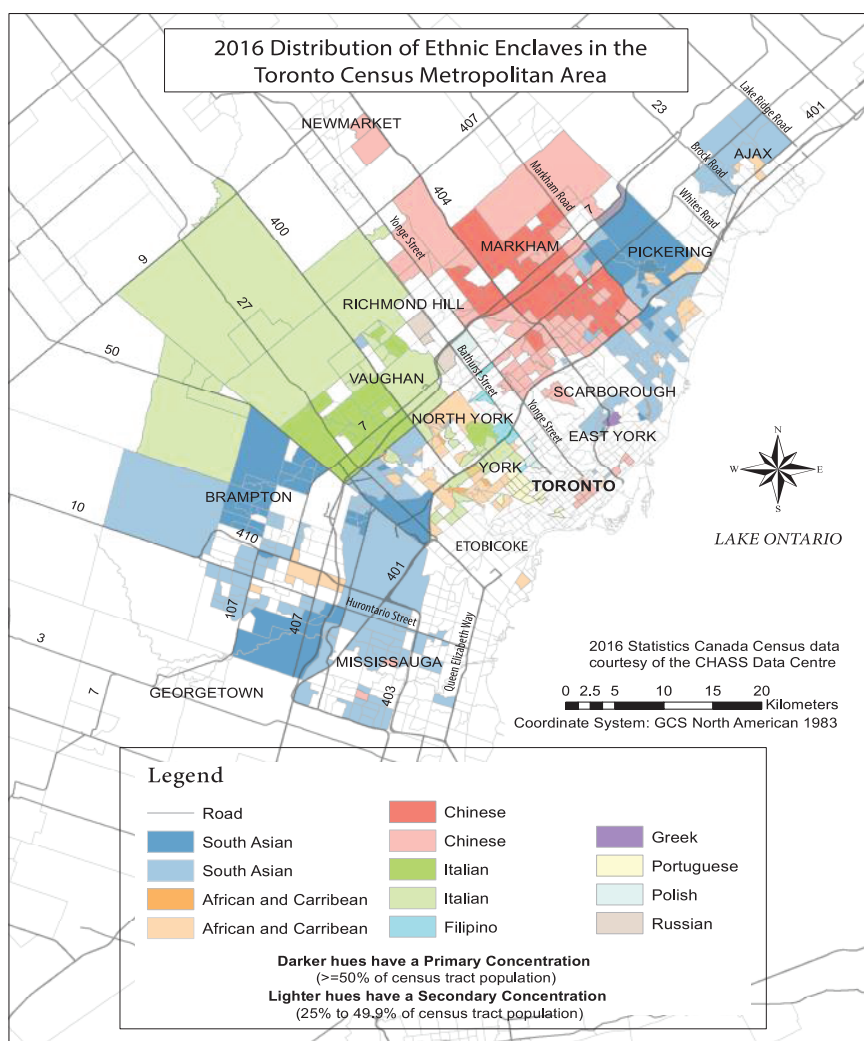 2016 Distribution of Ethnic Enclaves in the
Toronto Census Metropolitan Area
Lake Ridge Road
401
23
407
NEWMARKET
Brock Road
AJAX
Markham Road
7
404
Whites Road
400
Yonge Street
MARKHAM
PICKERING
9
27
RICHMOND HILL
50
Bathurst Street
VAUGHAN
Yonge Street
SCARBOROUGH
7
NORTH YORK
EAST YORK
YORK
N
W
E
S
BRAMPTON
TORONTO
10
410
ETOBICOKE
LAKE ONTARIO
401
107
407
Hurontario Street
Queen Elizabeth Way
3
MISSISSAUGA
7
GEORGETOWN
403
2016 Statistics Canada Census data
courtesy of the CHASS Data Centre
0 2.5 5 10 15 20
Kilometers
Coordinate System: GCS North American 1983
Legend
Road
South Asian
South Asian
African and Carribean
African and Carribean
Chinese
Chinese
Italian
Italian
Filipino
Greek
Portuguese
Polish
Russian
Darker hues have a Primary Concentration
(>=50% of census tract population)
Lighter hues have a Secondary Concentration
(25% to 49.9% of census tract population)